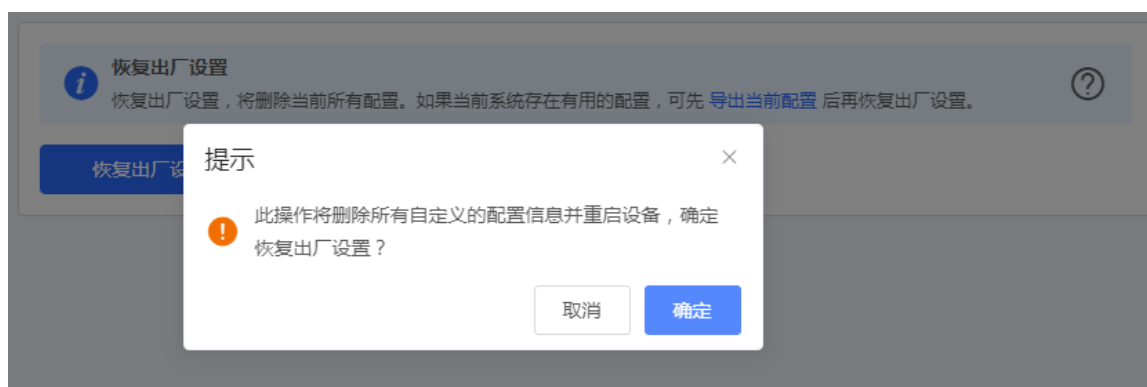 恢复出厂设置
恢复出厂设置，将删除当前所有配置。如果当前系统存在有用的配置，可先 导出当前配置 后再恢复出厂设置。
恢复出厂设
提示
此操作将删除所有自定义的配置信息并重启设备，确定
恢复出厂设置？
取消
确定